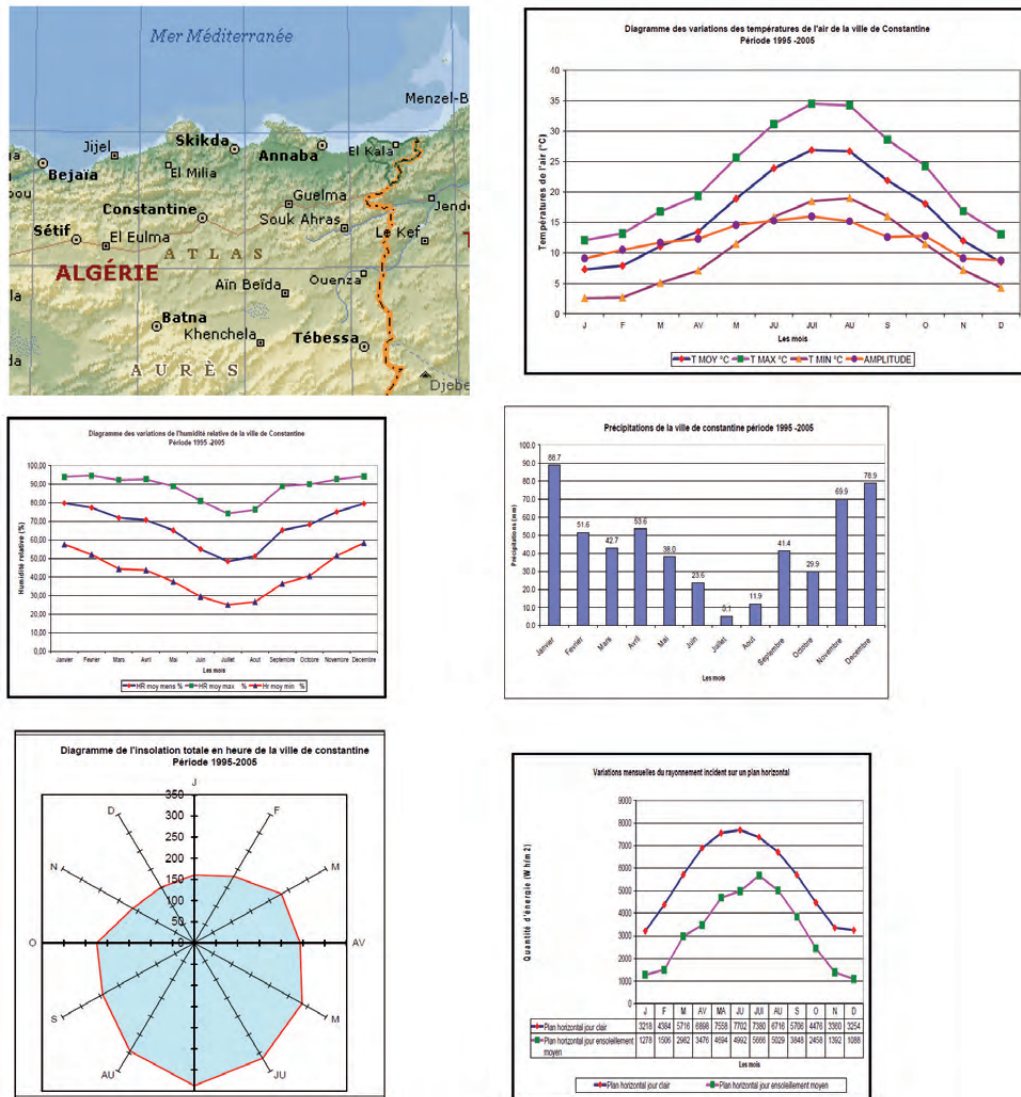 Mer Méditerranée
Menzel-B
Jijel
Skikda
Annaba
El Kala
Bejaïa
El Milia
Constantine
Guelma
Souk Ahras
Jend
Sétif
El Eulma
Le Kef
ATLAS
ALGÉRIE
Aïn Beïda
Ouenza
Batna
Khenchela
Tébessa
AURÈS
Djebe
Diagramme des variations des températures de l'air de la ville de Constantine
Période 1995 -2005
Températures de l'air (°C)
40
35
30
25
20
15
10
5
0
J F M AV M JU JUI AU S O N D
Les mois
T MOY °C T MAX °C T MIN °C AMPLITUDE
Diagramme des variations de l'humidité relative de la ville de Constantine
Période 1995 -2005
Humidité relative (%)
100,00
90,00
80,00
70,00
60,00
50,00
40,00
30,00
20,00
10,00
0,00
Janvier Fevrier Mars Avril Mai Juin Juillet Aout Septembre Octobre Novembre Decembre
Les mois
HR moy mens % HR moy max % Hr moy min %
Précipitations de la ville de constantine période 1995 -2005
Précipitations (mm)
100.0
90.0
80.0
70.0
60.0
50.0
40.0
30.0
20.0
10.0
0.0
88.7 51.6 42.7 53.6 38.0 23.6 5.1 11.9 41.4 29.9 69.9 78.9
Janvier Fevrier Mars Avril Mai Juin Juillet Aout Septembre Octobre Novembre Decembre
Les mois
Diagramme de l'insolation totale en heure de la ville de constantine
Période 1995-2005
J
F
M
AV
M
JU
AU
S
O
N
D
350
300
250
200
150
100
50
0
Variations mensuelles du rayonnement incident sur un plan horizontal
Quantité d'énergie (W h/m2)
9000
8000
7000
6000
5000
4000
3000
2000
1000
0
J F M AV MA JU JUI AU S O N D
Plan horizontal jour clair 3218 4384 5716 6898 7558 7702 7380 6716 5706 4476 3360 3254
Plan horizontal jour ensoleillement moyen 1278 1506 2982 3476 4694 4992 5666 5029 3848 2458 1392 1088
Les mois
Plan horizontal jour clair Plan horizontal jour ensoleillement moyen